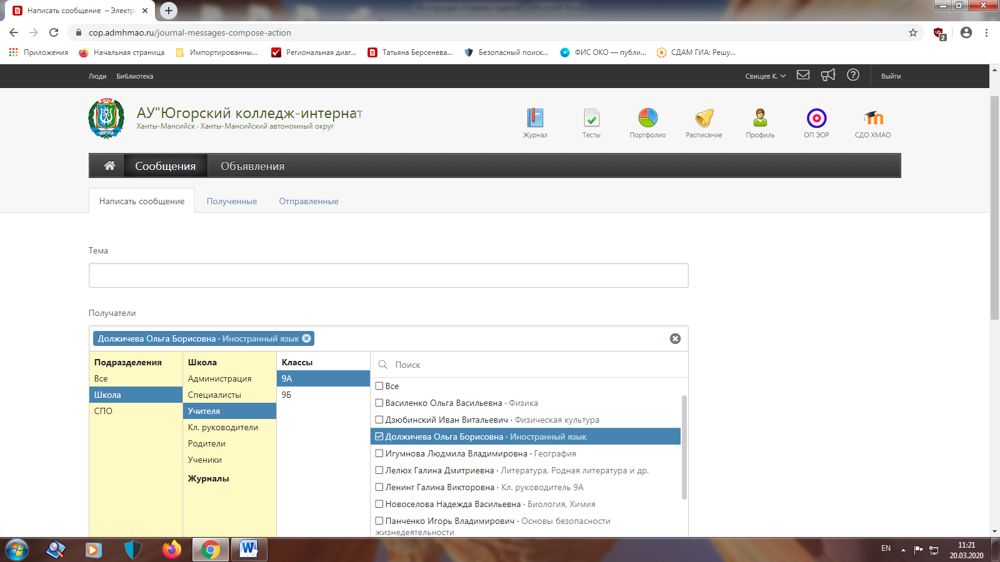 Написать сообщение – Электро
cop.admhmao.ru/journal-messages-compose-action
2
Приложения Начальная страница Импортированны... Региональная диаг... Татьяна Берсенева... Безопасный поиск... ФИС ОКО — публи... СДАМ ГИА: Решу...
Люди Библиотека Свищев К. Выйти
АУ"Югорский колледж-интернат
Ханты-Мансийск · Ханты-Мансийский автономный округ
Журнал Тесты Портфолио Расписание Профиль ОП ЭОР СДО ХМАО
Сообщения Объявления
Написать сообщение Полученные Отправленные
Тема
Получатели
Должичева Ольга Борисовна · Иностранный язык
Подразделения
Все
Школа
СПО
Школа
Администрация
Специалисты
Учителя
Кл. руководители
Родители
Ученики
Журналы
Классы
9А
9Б
Поиск
Все
Василенко Ольга Васильевна · Физика
Дзюбинский Иван Витальевич · Физическая культура
Должичева Ольга Борисовна · Иностранный язык
Игумнова Людмила Владимировна · География
Лелюх Галина Дмитриевна · Литература, Родная литература и др.
Ленинг Галина Викторовна · Кл. руководитель 9А
Новоселова Надежда Васильевна · Биология, Химия
Панченко Игорь Владимирович · Основы безопасности
жизнедеятельности
EN
11:21
20.03.2020